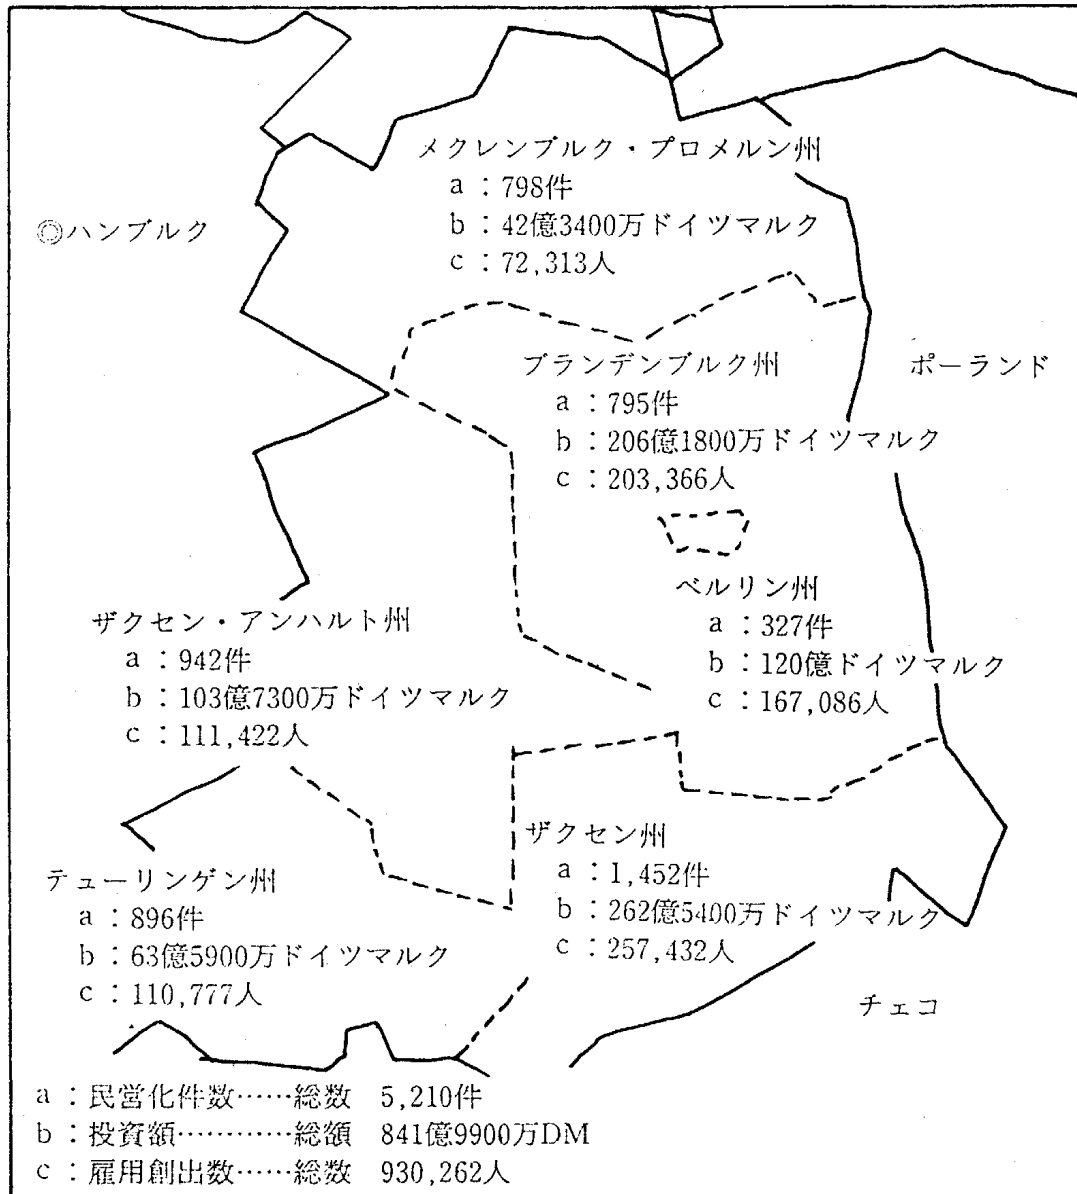 メクレンブルク・プロメルン州
a：798件
b：42億3400万ドイツマルク
c：72,313人
◎ハンブルク
ブランデンブルク州
a：795件
b：206億1800万ドイツマルク
c：203,366人
ポーランド
ベルリン州
a：327件
b：120億ドイツマルク
c：167,086人
ザクセン・アンハルト州
a：942件
b：103億7300万ドイツマルク
c：111,422人
ザクセン州
a：1,452件
b：262億5400万ドイツマルク
c：257,432人
テューリンゲン州
a：896件
b：63億5900万ドイツマルク
c：110,777人
チェコ
a：民営化件数……総数　5,210件
b：投資額…………総額　841億9900万DM
c：雇用創出数……総数　930,262人